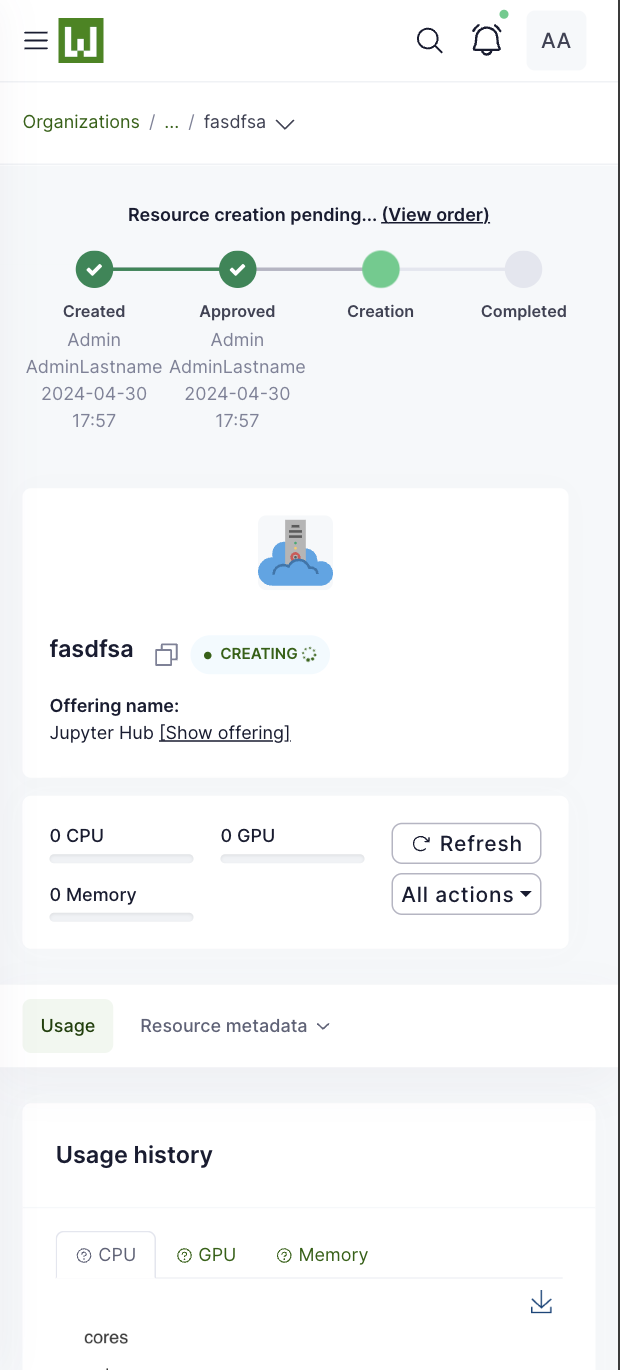 W
AA
Organizations / ... / fasdfsa
Resource creation pending... (View order)
Created
Admin
AdminLastname
2024-04-30
17:57
Approved
Admin
AdminLastname
2024-04-30
17:57
Creation
Completed
fasdfsa
CREATING
Offering name:
Jupyter Hub [Show offering]
0 CPU
0 GPU
0 Memory
Refresh
All actions
Usage
Resource metadata
Usage history
CPU
GPU
Memory
cores